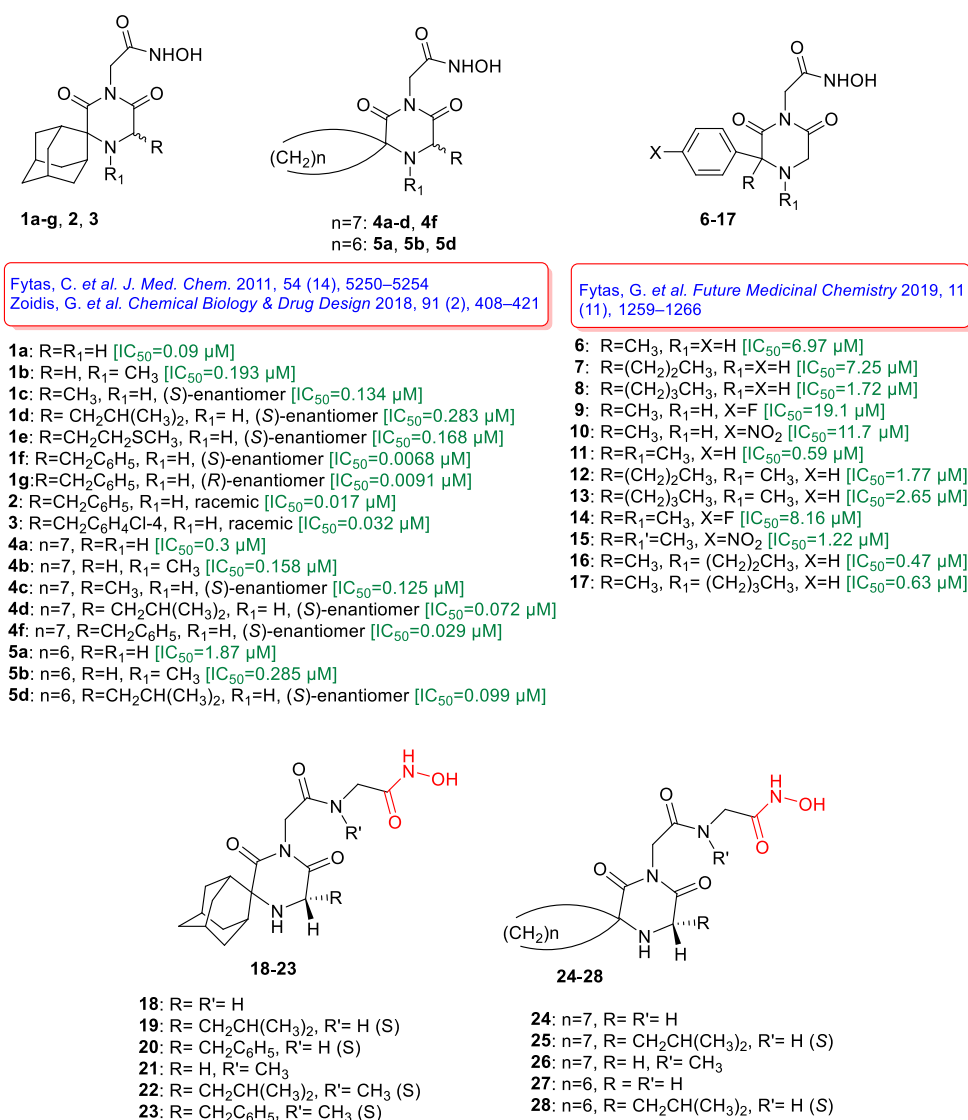 O
NHOH
O
N
O
N
R
R1
1a-g, 2, 3
O
NHOH
O
N
O
(CH2)n
N
R
R1
n=7: 4a-d, 4f
n=6: 5a, 5b, 5d
O
NHOH
O
N
O
X
R
N
R1
6-17
Fytas, C. et al. J. Med. Chem. 2011, 54 (14), 5250–5254
Zoidis, G. et al. Chemical Biology & Drug Design 2018, 91 (2), 408–421
Fytas, G. et al. Future Medicinal Chemistry 2019, 11
(11), 1259–1266
1a: R=R1=H [IC50=0.09 µM]
1b: R=H, R1= CH3 [IC50=0.193 µM]
1c: R=CH3, R1=H, (S)-enantiomer [IC50=0.134 µM]
1d: R= CH2CH(CH3)2, R1= H, (S)-enantiomer [IC50=0.283 µM]
1e: R=CH2CH2SCH3, R1=H, (S)-enantiomer [IC50=0.168 µM]
1f: R=CH2C6H5, R1=H, (S)-enantiomer [IC50=0.0068 µM]
1g:R=CH2C6H5, R1=H, (R)-enantiomer [IC50=0.0091 µM]
2: R=CH2C6H5, R1=H, racemic [IC50=0.017 µM]
3: R=CH2C6H4Cl-4, R1=H, racemic [IC50=0.032 µM]
4a: n=7, R=R1=H [IC50=0.3 µM]
4b: n=7, R=H, R1= CH3 [IC50=0.158 µM]
4c: n=7, R=CH3, R1=H, (S)-enantiomer [IC50=0.125 µM]
4d: n=7, R= CH2CH(CH3)2, R1= H, (S)-enantiomer [IC50=0.072 µM]
4f: n=7, R=CH2C6H5, R1=H, (S)-enantiomer [IC50=0.029 µM]
5a: n=6, R=R1=H [IC50=1.87 µM]
5b: n=6, R=H, R1= CH3 [IC50=0.285 µM]
5d: n=6, R=CH2CH(CH3)2, R1=H, (S)-enantiomer [IC50=0.099 µM]
6: R=CH3, R1=X=H [IC50=6.97 µM]
7: R=(CH2)2CH3, R1=X=H [IC50=7.25 µM]
8: R=(CH2)3CH3, R1=X=H [IC50=1.72 µM]
9: R=CH3, R1=H, X=F [IC50=19.1 µM]
10: R=CH3, R1=H, X=NO2 [IC50=11.7 µM]
11: R=R1=CH3, X=H [IC50=0.59 µM]
12: R=(CH2)2CH3, R1= CH3, X=H [IC50=1.77 µM]
13: R=(CH2)3CH3, R1= CH3, X=H [IC50=2.65 µM]
14: R=R1=CH3, X=F [IC50=8.16 µM]
15: R=R1'=CH3, X=NO2 [IC50=1.22 µM]
16: R=CH3, R1= (CH2)2CH3, X=H [IC50=0.47 µM]
17: R=CH3, R1= (CH2)3CH3, X=H [IC50=0.63 µM]
H
N
OH
O
O
N
R'
O
N
O
R
NH
H
18-23
H
N
OH
O
O
N
R'
O
N
O
(CH2)n
R
NH
H
24-28
18: R= R'= H
19: R= CH2CH(CH3)2, R'= H (S)
20: R= CH2C6H5, R'= H (S)
21: R= H, R'= CH3
22: R= CH2CH(CH3)2, R'= CH3 (S)
23: R= CH2C6H5, R'= CH3 (S)
24: n=7, R= R'= H
25: n=7, R= CH2CH(CH3)2, R'= H (S)
26: n=7, R= H, R'= CH3
27: n=6, R = R'= H
28: n=6, R= CH2CH(CH3)2, R'= H (S)